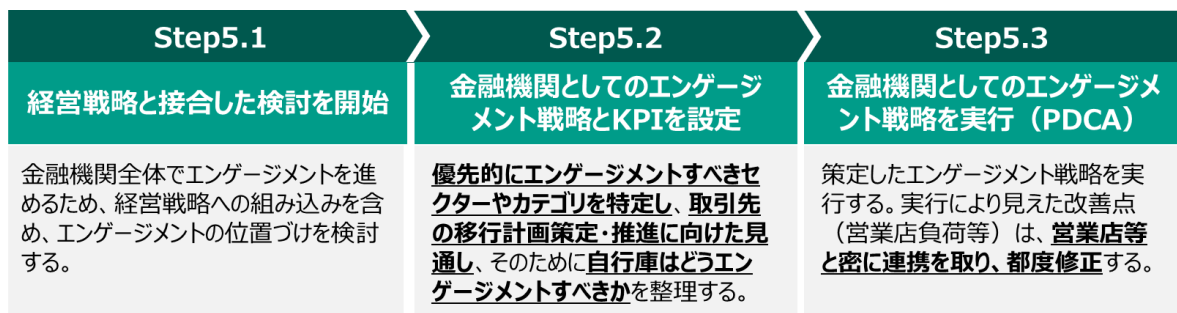 Step5.1
経営戦略と接合した検討を開始
金融機関全体でエンゲージメントを進
めるため、経営戦略への組み込みを含
め、エンゲージメントの位置づけを検討
する。
Step5.2
金融機関としてのエンゲージ
メント戦略とKPIを設定
優先的にエンゲージメントすべきセ
クターやカテゴリを特定し、取引先
の移行計画策定・推進に向けた見
通し、そのために自行庫はどうエン
ゲージメントすべきかを整理する。
Step5.3
金融機関としてのエンゲージメ
ント戦略を実行（PDCA）
策定したエンゲージメント戦略を実
行する。実行により見えた改善点
（営業店負荷等）は、営業店等
と密に連携を取り、都度修正する。